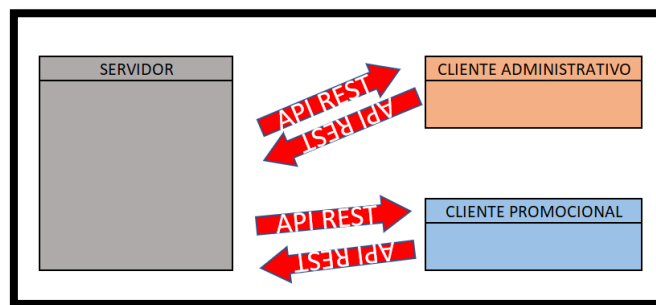 SERVIDOR
CLIENTE ADMINISTRATIVO
API REST
API REST
CLIENTE PROMOCIONAL
API REST
API REST